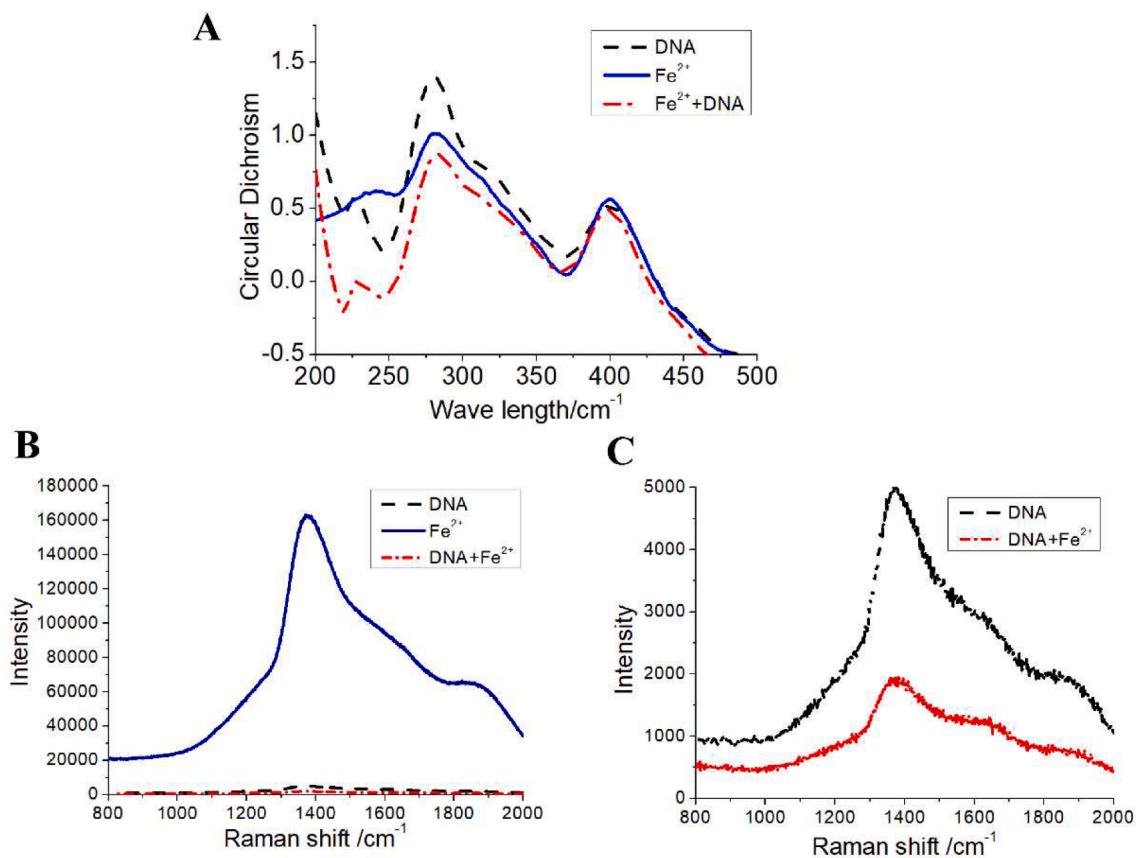 A
DNA
Fe²⁺
Fe²⁺+DNA
Circular Dichroism
1.5
1.0
0.5
0.0
-0.5
200 250 300 350 400 450 500
Wave length/cm⁻¹
B
DNA
Fe²⁺
DNA+Fe²⁺
Intensity
180000
160000
140000
120000
100000
80000
60000
40000
20000
0
800 1000 1200 1400 1600 1800 2000
Raman shift /cm⁻¹
C
DNA
DNA+Fe²⁺
Intensity
5000
4000
3000
2000
1000
0
800 1000 1200 1400 1600 1800 2000
Raman shift /cm⁻¹